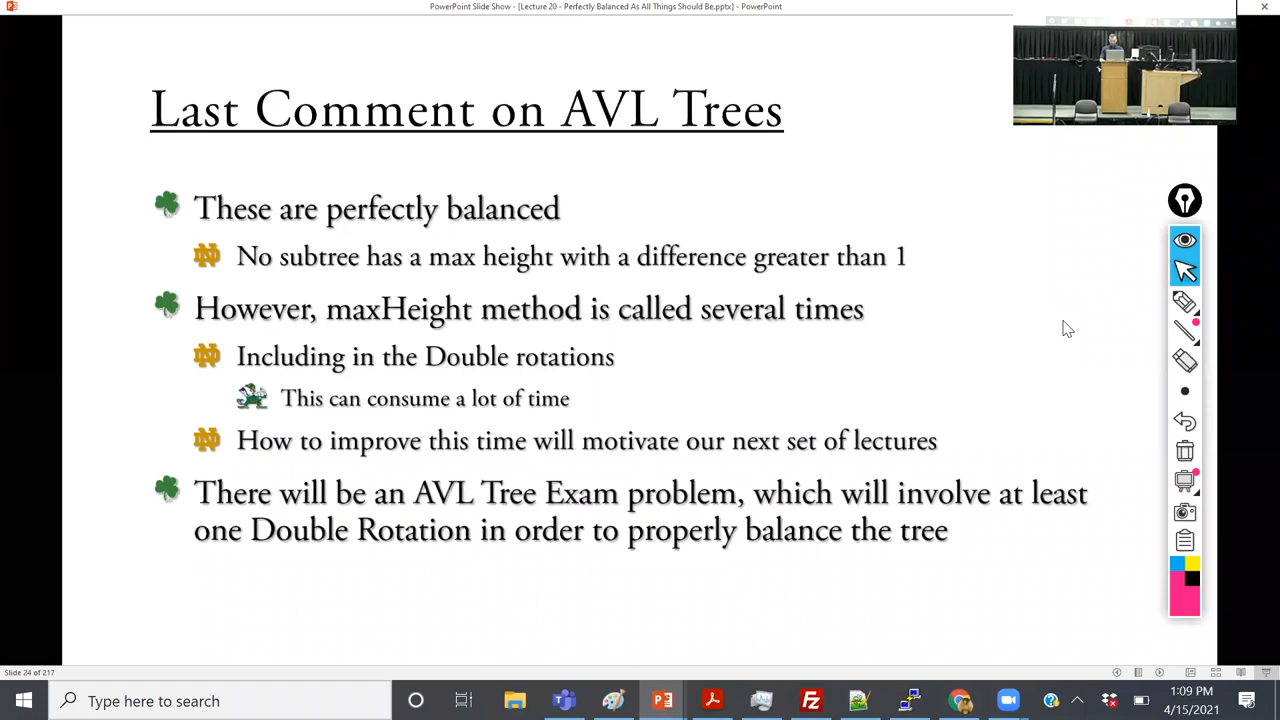 PowerPoint Slide Show - [Lecture 20 - Perfectly Balanced As All Things Should Be.pptx] - PowerPoint
Last Comment on AVL Trees
These are perfectly balanced
No subtree has a max height with a difference greater than 1
However, maxHeight method is called several times
Including in the Double rotations
This can consume a lot of time
How to improve this time will motivate our next set of lectures
There will be an AVL Tree Exam problem, which will involve at least
one Double Rotation in order to properly balance the tree
Slide 24 of 217
Type here to search
1:09 PM
4/15/2021